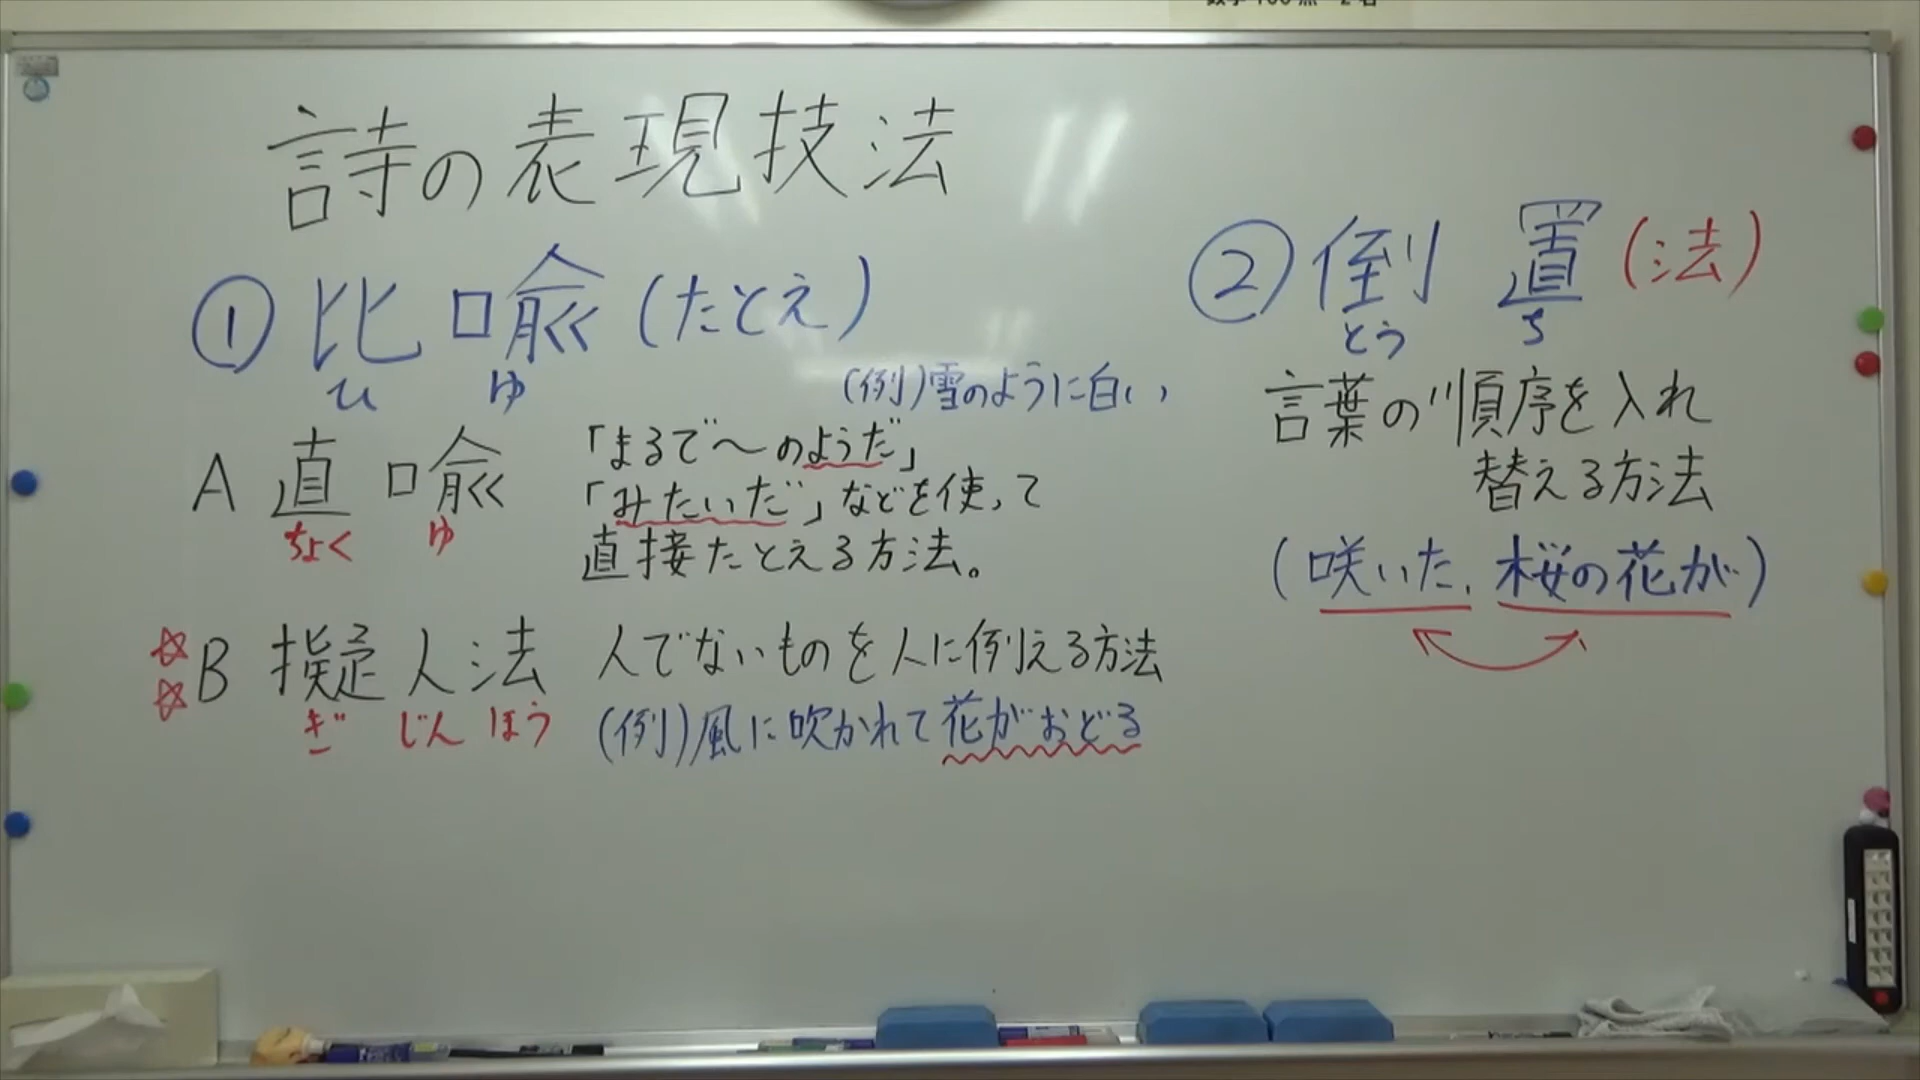 詩の表現技法
①比喩(たとえ)
ひ ゆ
(例)雪のように白い
A 直喩
ちょく ゆ
「まるで〜のようだ」
「みたいだ」などを使って
直接たとえる方法。
☆☆B 擬人法
ぎ じん ほう
人でないものを人に例える方法
(例)風に吹かれて花がおどる
②倒置(法)
とう ち
言葉の順序を入れ
替える方法
(咲いた、桜の花が)